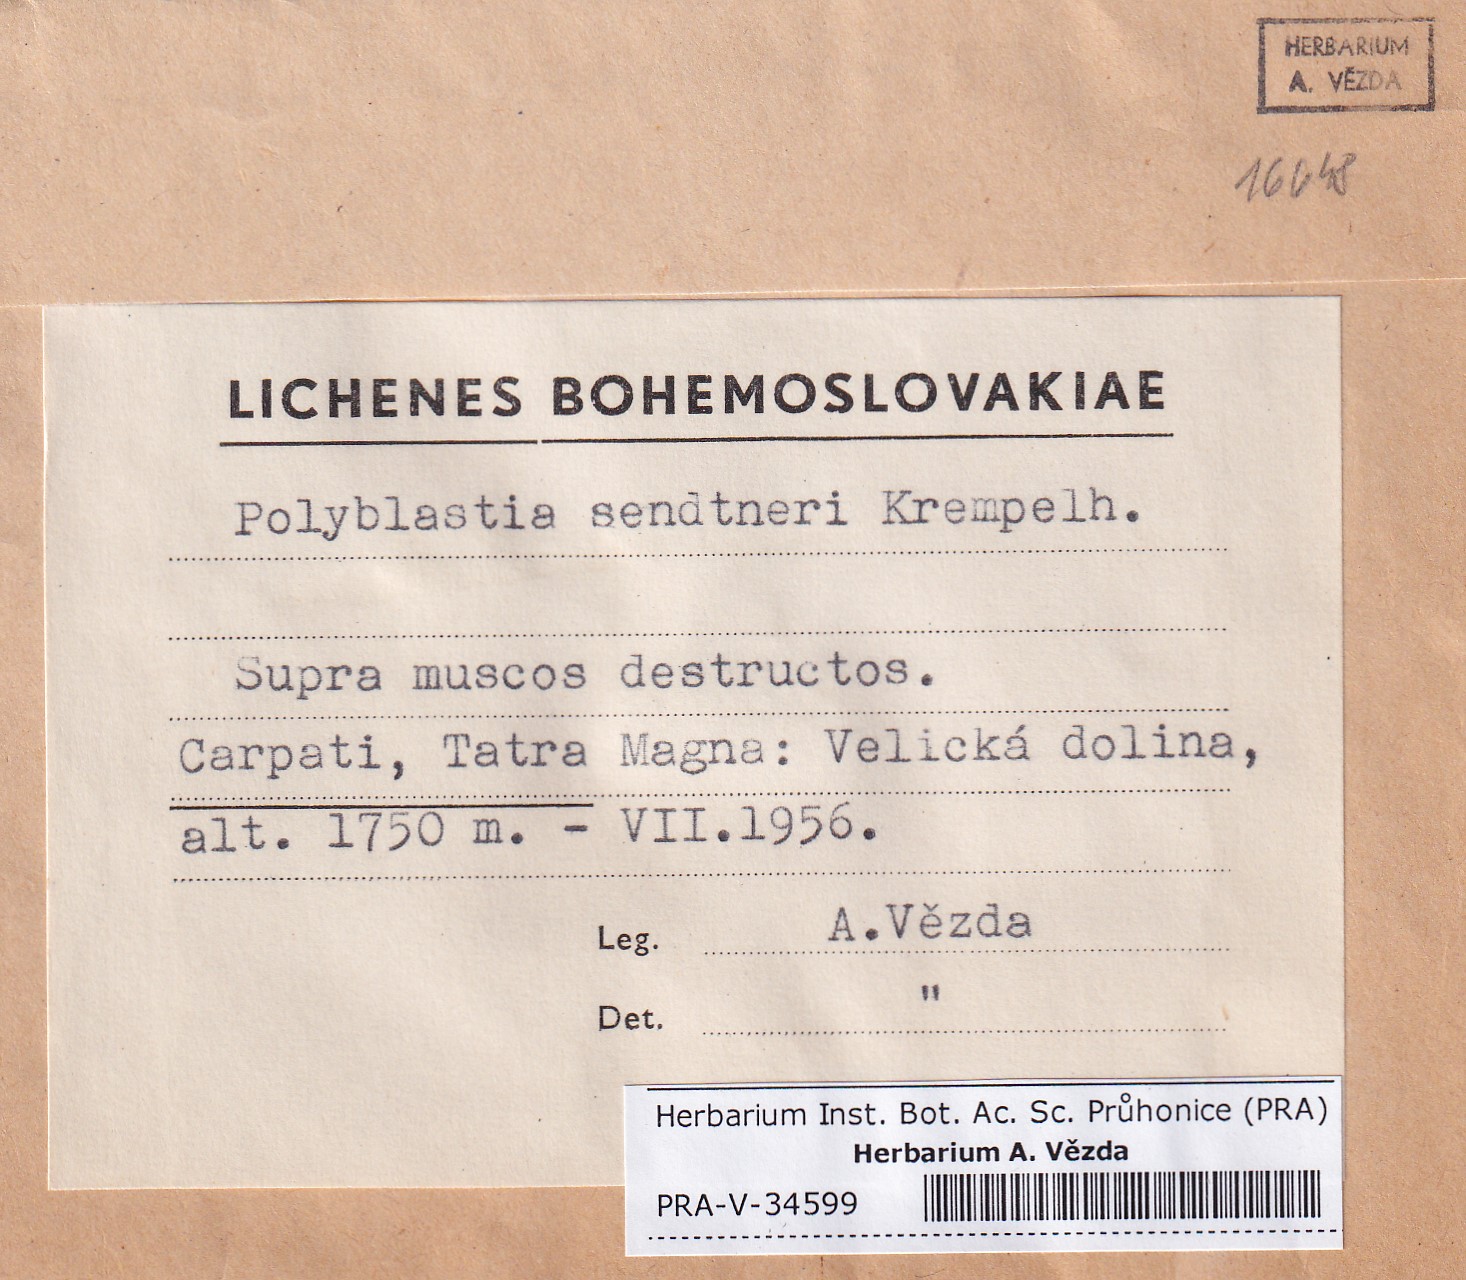 HERBARIUM
A. VĚZDA
16048
LICHENES BOHEMOSLOVAKIAE
Polyblastia sendtneri Krempelh.
Supra muscos destructos.
Carpati, Tatra Magna: Velická dolina,
alt. 1750 m. - VII.1956.
Leg. A.Vězda
Det. "
Herbarium Inst. Bot. Ac. Sc. Průhonice (PRA)
Herbarium A. Vězda
PRA-V-34599